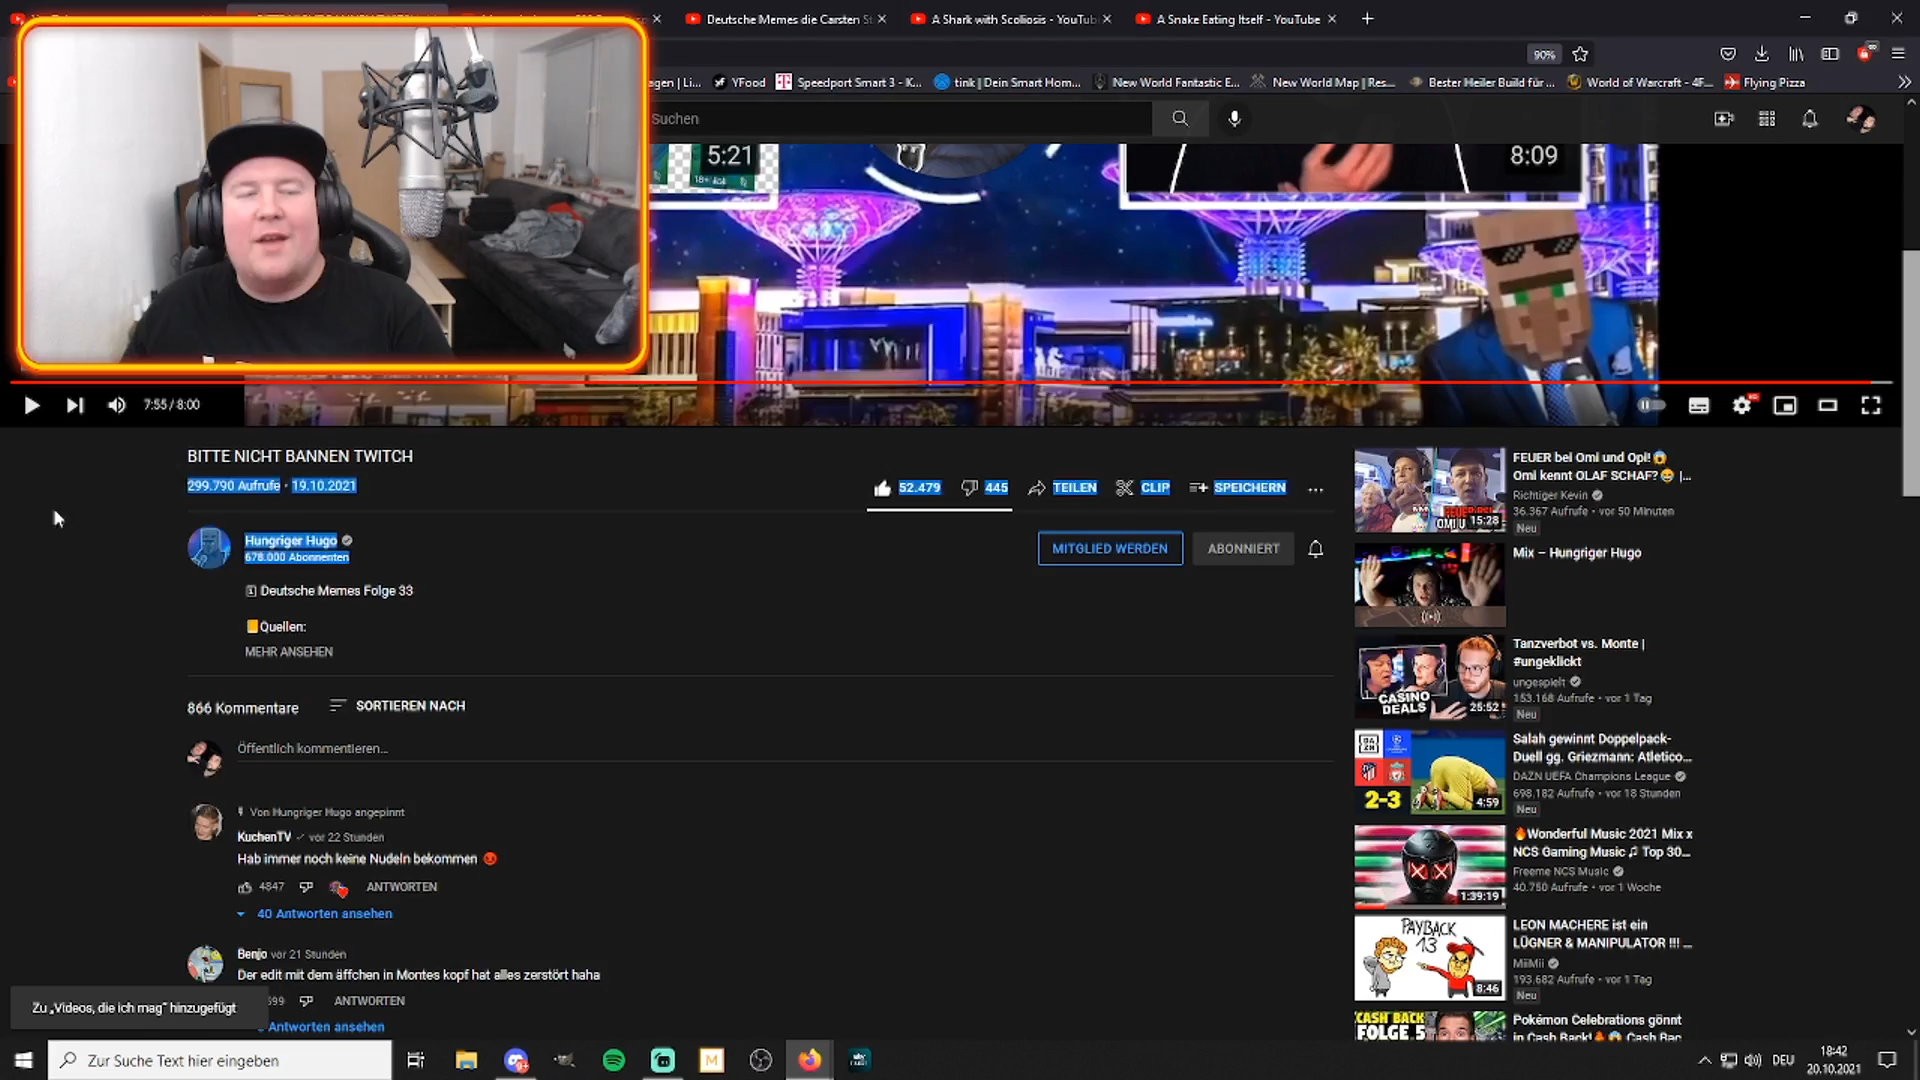 Deutsche Memes die Carsten St
A Shark with Scoliosis - YouTub
A Snake Eating Itself - YouTube
90%
agen | Li...
YFood
Speedport Smart 3 - K...
tink | Dein Smart Hom...
New World Fantastic E...
New World Map | Res...
Bester Heiler Build für ...
World of Warcraft - 4F...
Flying Pizza
Suchen
5:21
8:09
7:55 / 8:00
BITTE NICHT BANNEN TWITCH
299.790 Aufrufe • 19.10.2021
52.479
445
TEILEN
CLIP
SPEICHERN
Hungriger Hugo
678.000 Abonnenten
MITGLIED WERDEN
ABONNIERT
Deutsche Memes Folge 33
Quellen:
MEHR ANSEHEN
866 Kommentare
SORTIEREN NACH
Öffentlich kommentieren...
Von Hungriger Hugo angepinnt
KuchenTV vor 22 Stunden
Hab immer noch keine Nudeln bekommen
4847
ANTWORTEN
40 Antworten ansehen
Benjo vor 21 Stunden
Der edit mit dem äffchen in Montes kopf hat alles zerstört haha
599
ANTWORTEN
Antworten ansehen
Zu „Videos, die ich mag“ hinzugefügt
15:28
FEUER bei Omi und Opi!
Omi kennt OLAF SCHAF? |...
Richtiger Kevin
36.367 Aufrufe • vor 50 Minuten
Neu
Mix – Hungriger Hugo
CASINO
DEALS
25:52
Tanzverbot vs. Monte |
#ungeklickt
ungespielt
153.168 Aufrufe • vor 1 Tag
Neu
DAZN
2-3
4:59
Salah gewinnt Doppelpack-
Duell gg. Griezmann: Atletico...
DAZN UEFA Champions League
698.182 Aufrufe • vor 18 Stunden
Neu
1:39:19
Wonderful Music 2021 Mix x
NCS Gaming Music ♫ Top 30...
Freeme NCS Music
40.750 Aufrufe • vor 1 Woche
PAYBACK
13
8:46
LEON MACHERE ist ein
LÜGNER & MANIPULATOR !!! ...
MiiMii
193.682 Aufrufe • vor 1 Tag
Neu
CASH BACK
FOLGE 5
Pokémon Celebrations gönnt
in Cash Back! Cash Bac
Zur Suche Text hier eingeben
DEU
18:42
20.10.2021